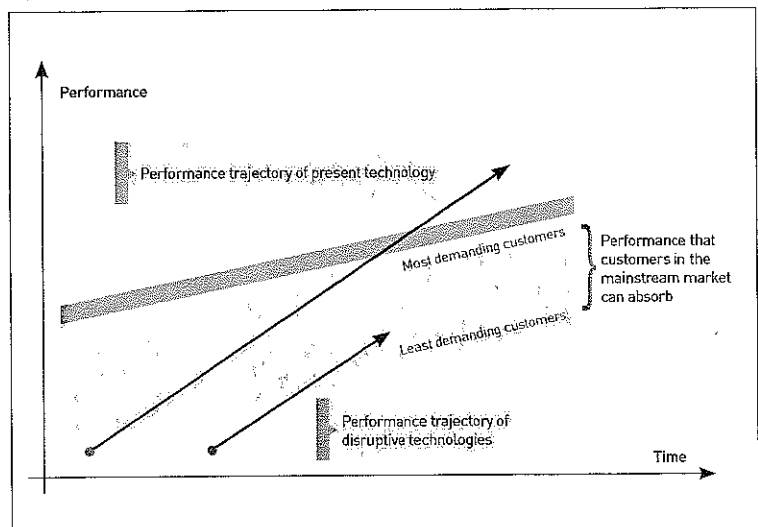 Performance
Performance trajectory of present technology
Most demanding customers
Performance that
customers in the
mainstream market
can absorb
Least demanding customers
Performance trajectory of
disruptive technologies
Time